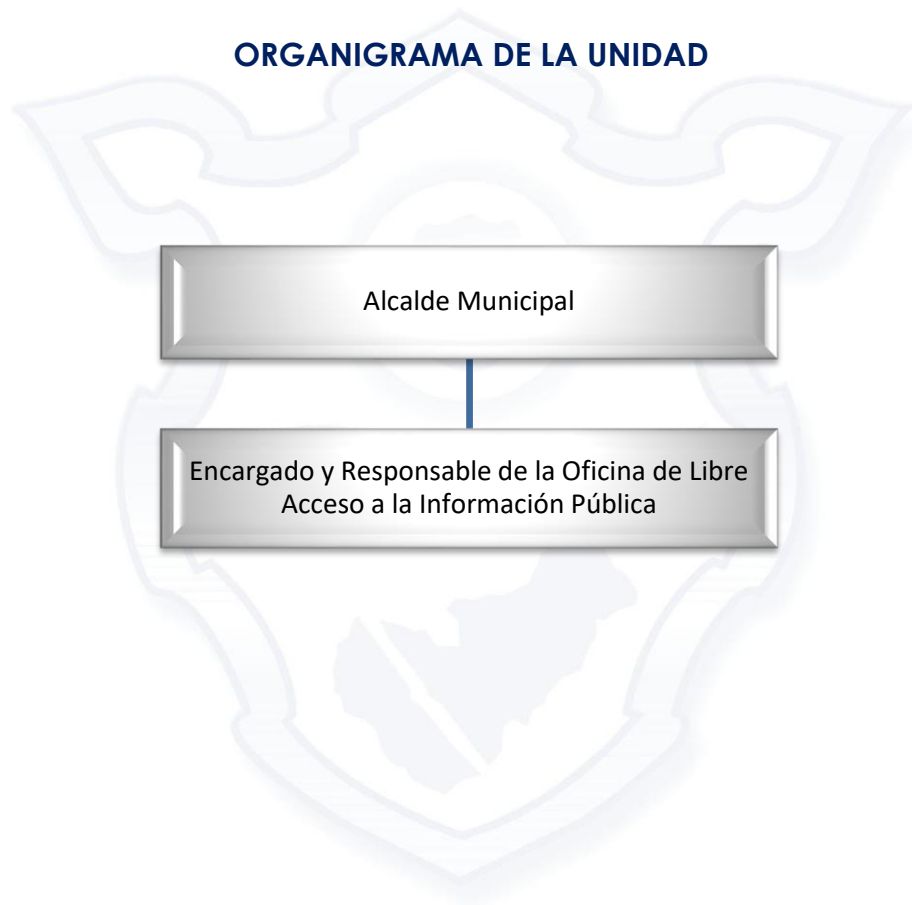 ORGANIGRAMA DE LA UNIDAD
Alcalde Municipal
Encargado y Responsable de la Oficina de Libre
Acceso a la Información Pública